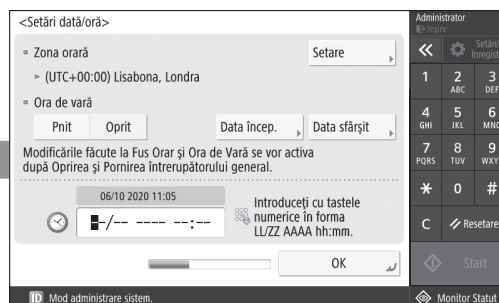 <Setări dată/oră>
Zona orară
Setare
(UTC+00:00) Lisabona, Londra
Ora de vară
Pnit
Oprit
Data încep.
Data sfârşit
Modificările făcute la Fus Orar şi Ora de Vară se vor activa
după Oprirea şi Pornirea întrerupătorului general.
06/10 2020 11:05
-/-- ---- --:--
Introduceţi cu tastele
numerice în forma
LL/ZZ AAAA hh:mm.
OK
ID Mod administrare sistem.
Administrator
Ieşire
Setări/
Înregist
1
2
ABC
3
DEF
4
GHI
5
JKL
6
MNO
7
PQRS
8
TUV
9
WXY
* 0 #
C
Resetare
Start
Monitor Statut